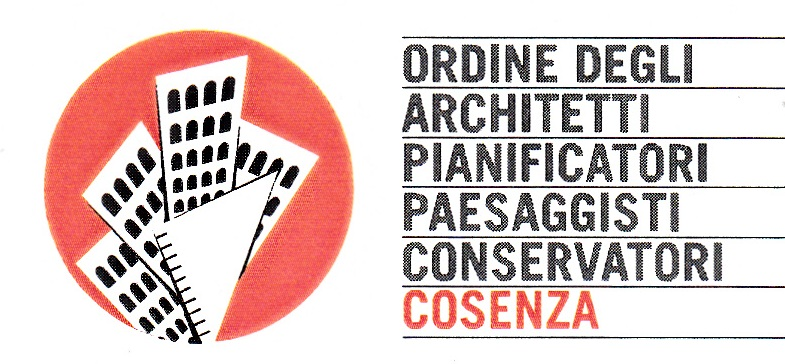 ORDINE DEGLI
ARCHITETTI
PIANIFICATORI
PAESAGGISTI
CONSERVATORI
COSENZA